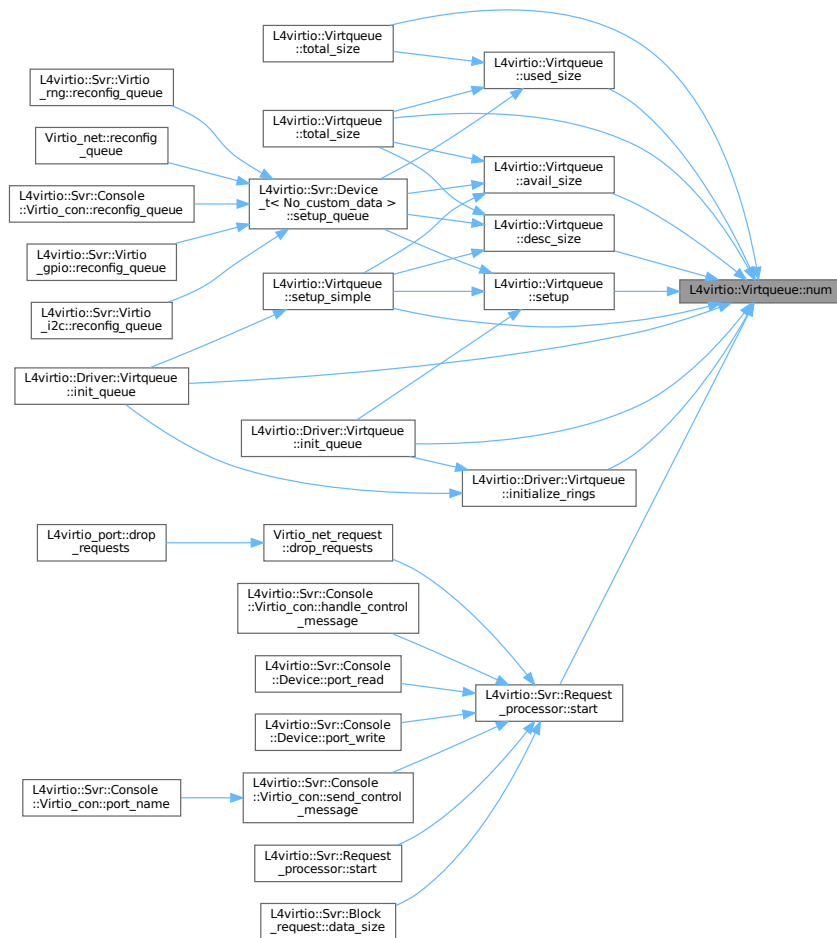 L4virtio::Virtqueue
::total_size
L4virtio::Virtqueue
::used_size
L4virtio::Svr::Virtio
_rng::reconfig_queue
L4virtio::Virtqueue
::total_size
Virtio_net::reconfig
_queue
L4virtio::Virtqueue
::avail_size
L4virtio::Svr::Console
::Virtio_con::reconfig_queue
L4virtio::Svr::Device
_t< No_custom_data >
::setup_queue
L4virtio::Virtqueue
::desc_size
L4virtio::Svr::Virtio
_gpio::reconfig_queue
L4virtio::Virtqueue
::setup_simple
L4virtio::Virtqueue
::setup
L4virtio::Virtqueue::num
L4virtio::Svr::Virtio
_i2c::reconfig_queue
L4virtio::Driver::Virtqueue
::init_queue
L4virtio::Driver::Virtqueue
::init_queue
L4virtio::Driver::Virtqueue
::initialize_rings
L4virtio_port::drop
_requests
Virtio_net_request
::drop_requests
L4virtio::Svr::Console
::Virtio_con::handle_control
_message
L4virtio::Svr::Console
::Device::port_read
L4virtio::Svr::Request
_processor::start
L4virtio::Svr::Console
::Device::port_write
L4virtio::Svr::Console
::Virtio_con::port_name
L4virtio::Svr::Console
::Virtio_con::send_control
_message
L4virtio::Svr::Request
_processor::start
L4virtio::Svr::Block
_request::data_size